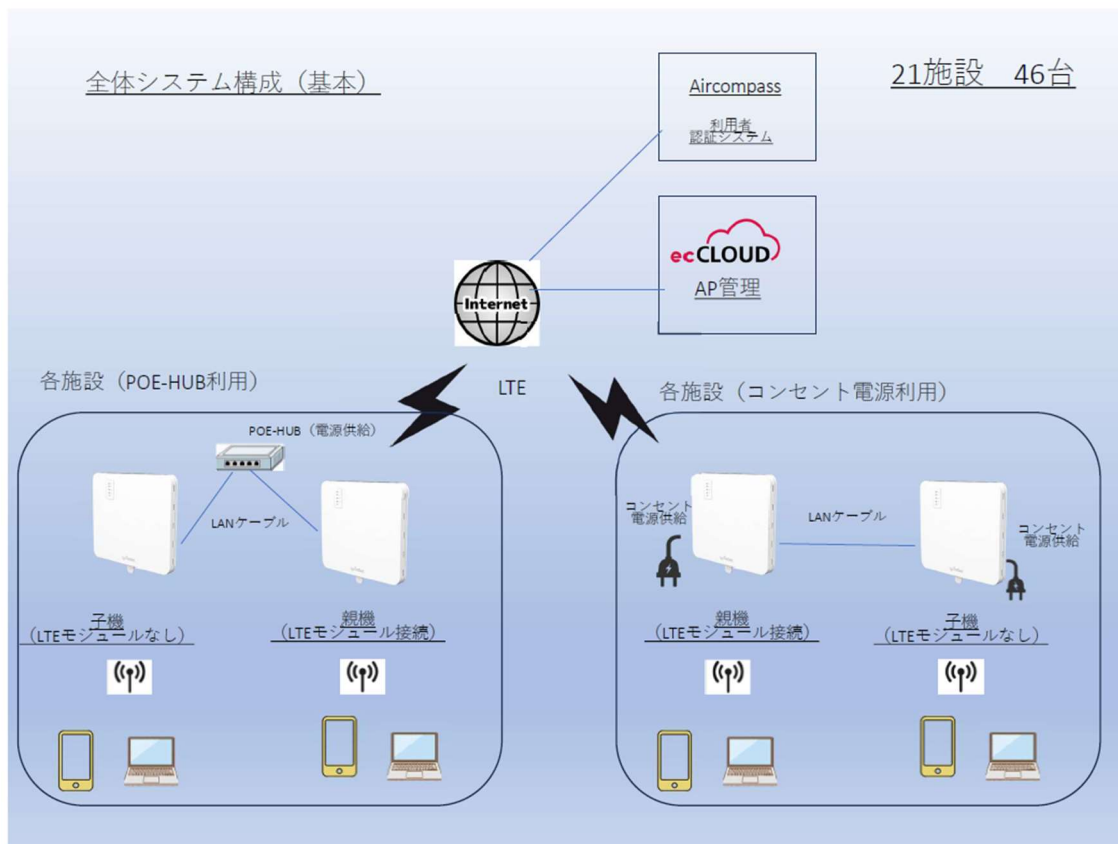 全体システム構成（基本）
21施設　46台
Aircompass
利用者
認証システム
ecCLOUD
AP管理
Internet
LTE
各施設（POE-HUB利用）
各施設（コンセント電源利用）
POE-HUB（電源供給）
LANケーブル
子機
（LTEモジュールなし）
親機
（LTEモジュール接続）
コンセント
電源供給
LANケーブル
コンセント
電源供給
親機
（LTEモジュール接続）
子機
（LTEモジュールなし）